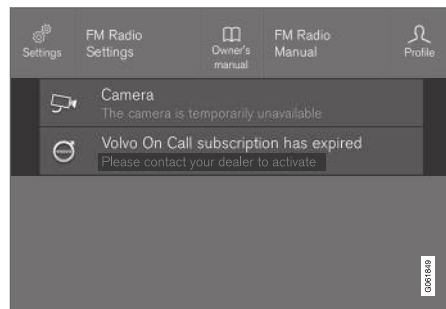 Settings
FM Radio
Settings
Owner's
manual
FM Radio
Manual
Profile
Camera
The camera is temporarily unavailable
Volvo On Call subscription has expired
Please contact your dealer to activate
G061849